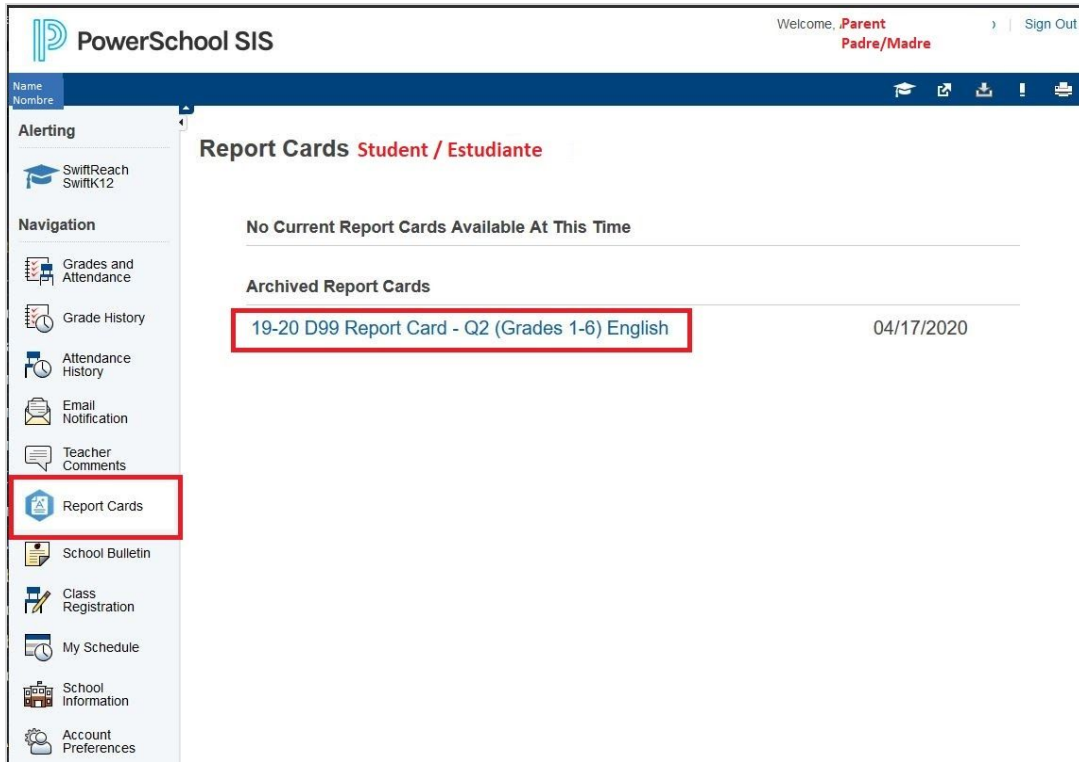 PowerSchool SIS
Welcome, Parent
Padre/Madre
Sign Out
Name
Nombre
Alerting
SwiftReach
SwiftK12
Navigation
Grades and
Attendance
Grade History
Attendance
History
Email
Notification
Teacher
Comments
Report Cards
School Bulletin
Class
Registration
My Schedule
School
Information
Account
Preferences
Report Cards Student / Estudiante
No Current Report Cards Available At This Time
Archived Report Cards
19-20 D99 Report Card - Q2 (Grades 1-6) English 04/17/2020